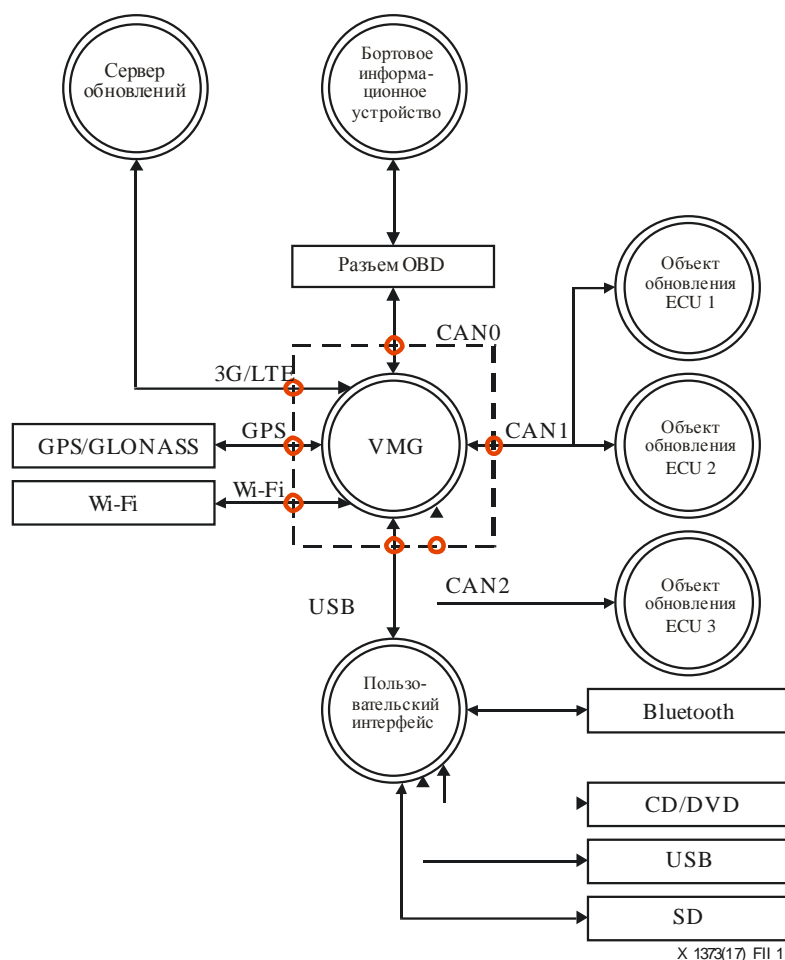 Сервер
обновлений
Бортовое
информа-
ционное
устройство
Разъем OBD
Объект
обновления
ECU 1
CAN0
3G/LTE
GPS/GLONASS
GPS
VMG
CAN1
Объект
обновления
ECU 2
Wi-Fi
Wi-Fi
CAN2
Объект
обновления
ECU 3
USB
Пользо-
вательский
интерфейс
Bluetooth
CD/DVD
USB
SD
X 1373(17) FII 1